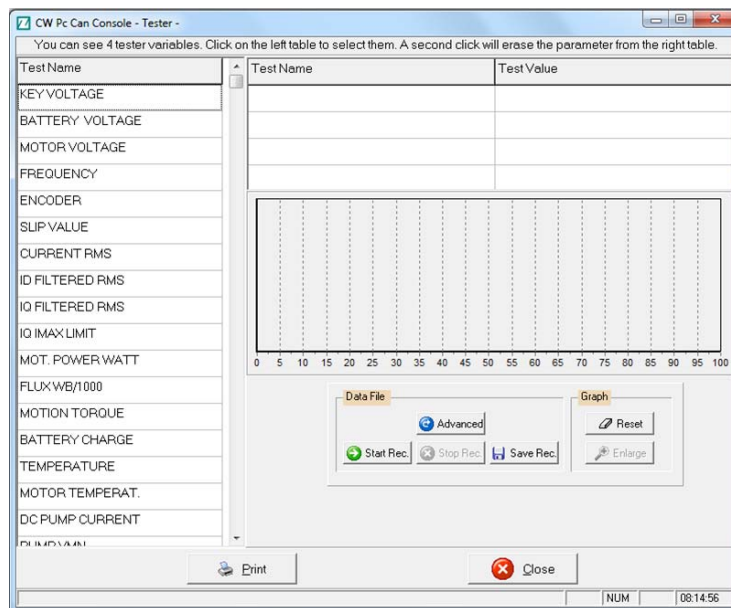 CW Pc Can Console - Tester -
You can see 4 tester variables. Click on the left table to select them. A second click will erase the parameter from the right table.
Test Name
KEY VOLTAGE
BATTERY VOLTAGE
MOTOR VOLTAGE
FREQUENCY
ENCODER
SLIP VALUE
CURRENT RMS
ID FILTERED RMS
IQ FILTERED RMS
IQ IMAX LIMIT
MOT. POWER WATT
FLUX WB/1000
MOTION TORQUE
BATTERY CHARGE
TEMPERATURE
MOTOR TEMPERAT.
DC PUMP CURRENT
PUMP VMN
Test Name Test Value
0 5 10 15 20 25 30 35 40 45 50 55 60 65 70 75 80 85 90 95 100
Data File
Advanced
Start Rec. Stop Rec. Save Rec.
Graph
Reset
Enlarge
Print Close
NUM 08:14:56